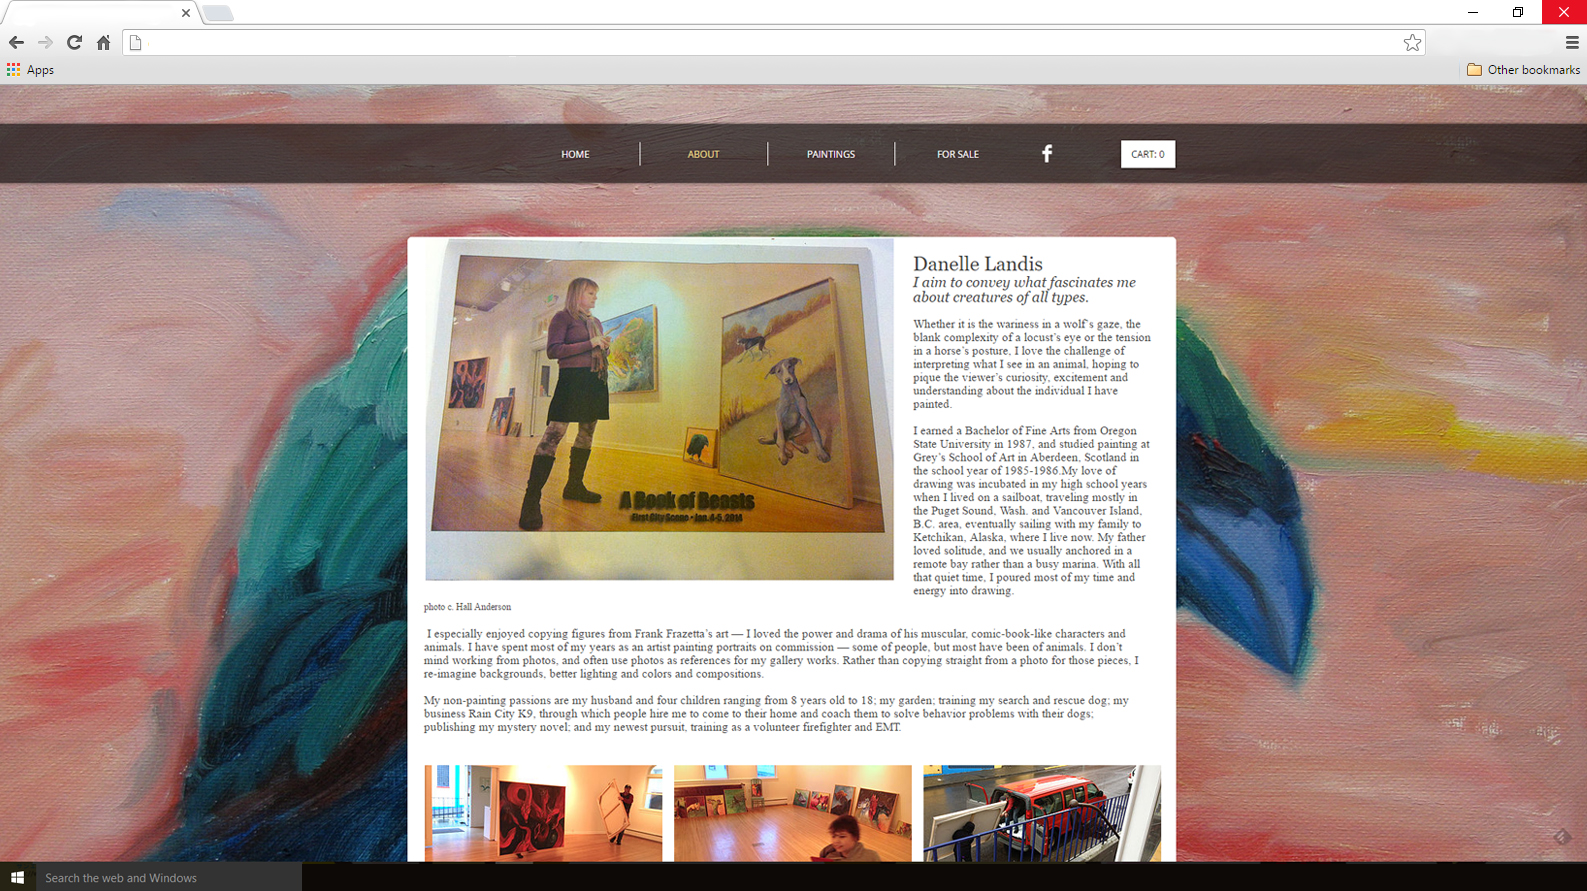 Apps
Other bookmarks
HOME
ABOUT
PAINTINGS
FOR SALE
f
CART: 0
A Book of Beasts
First City Scene • Jan. 4-5, 2014
Danelle Landis
I aim to convey what fascinates me
about creatures of all types.
Whether it is the wariness in a wolf's gaze, the
blank complexity of a locust's eye or the tension
in a horse's posture, I love the challenge of
interpreting what I see in an animal, hoping to
pique the viewer's curiosity, excitement and
understanding about the individual I have
painted.
I earned a Bachelor of Fine Arts from Oregon
State University in 1987, and studied painting at
Grey's School of Art in Aberdeen, Scotland in
the school year of 1985-1986.My love of
drawing was incubated in my high school years
when I lived on a sailboat, traveling mostly in
the Puget Sound, Wash. and Vancouver Island,
B.C. area, eventually sailing with my family to
Ketchikan, Alaska, where I live now. My father
loved solitude, and we usually anchored in a
remote bay rather than a busy marina. With all
that quiet time, I poured most of my time and
energy into drawing.
photo c. Hall Anderson
I especially enjoyed copying figures from Frank Frazetta's art — I loved the power and drama of his muscular, comic-book-like characters and
animals. I have spent most of my years as an artist painting portraits on commission — some of people, but most have been of animals. I don't
mind working from photos, and often use photos as references for my gallery works. Rather than copying straight from a photo for those pieces, I
re-imagine backgrounds, better lighting and colors and compositions.
My non-painting passions are my husband and four children ranging from 8 years old to 18; my garden; training my search and rescue dog; my
business Rain City K9, through which people hire me to come to their home and coach them to solve behavior problems with their dogs;
publishing my mystery novel; and my newest pursuit, training as a volunteer firefighter and EMT.
Search the web and Windows